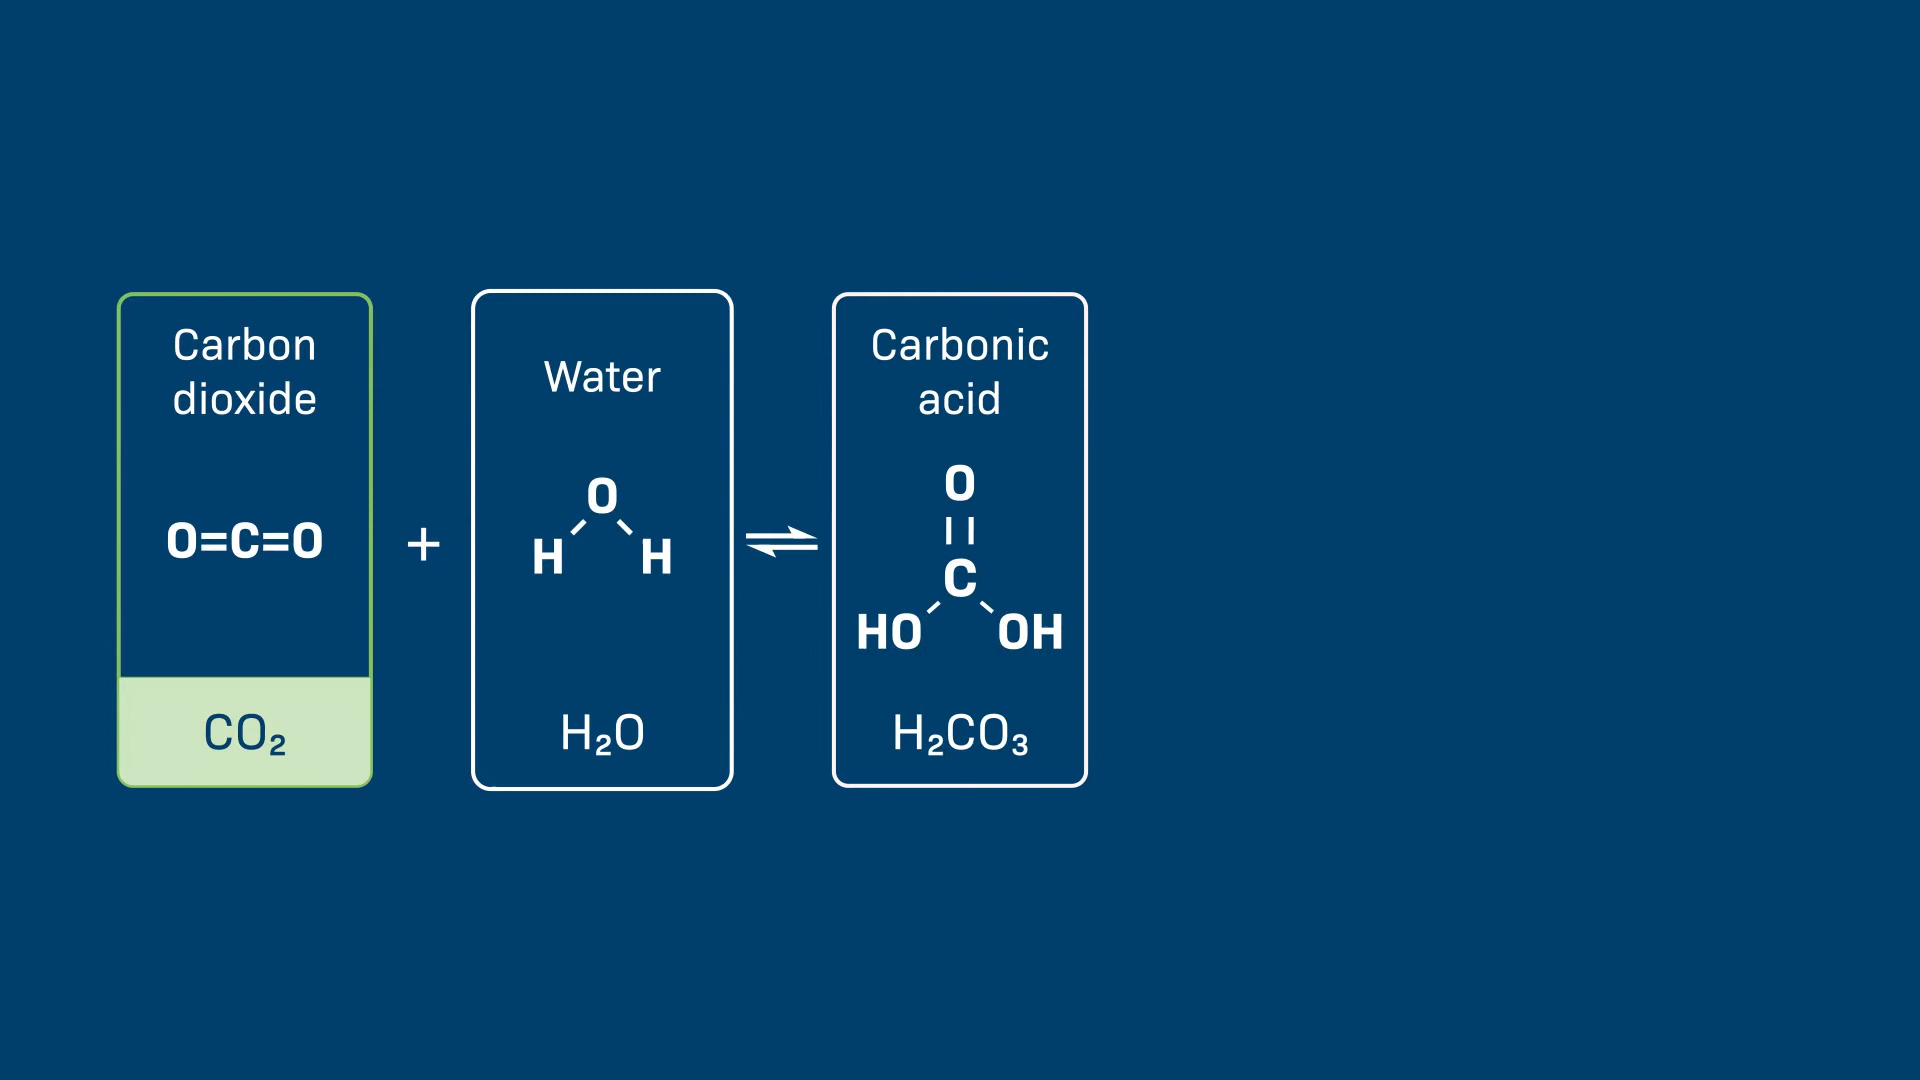 Carbon
dioxide
O=C=O
CO₂
+
Water
O
H H
H₂O
⇌
Carbonic
acid
O
C
HO OH
H₂CO₃